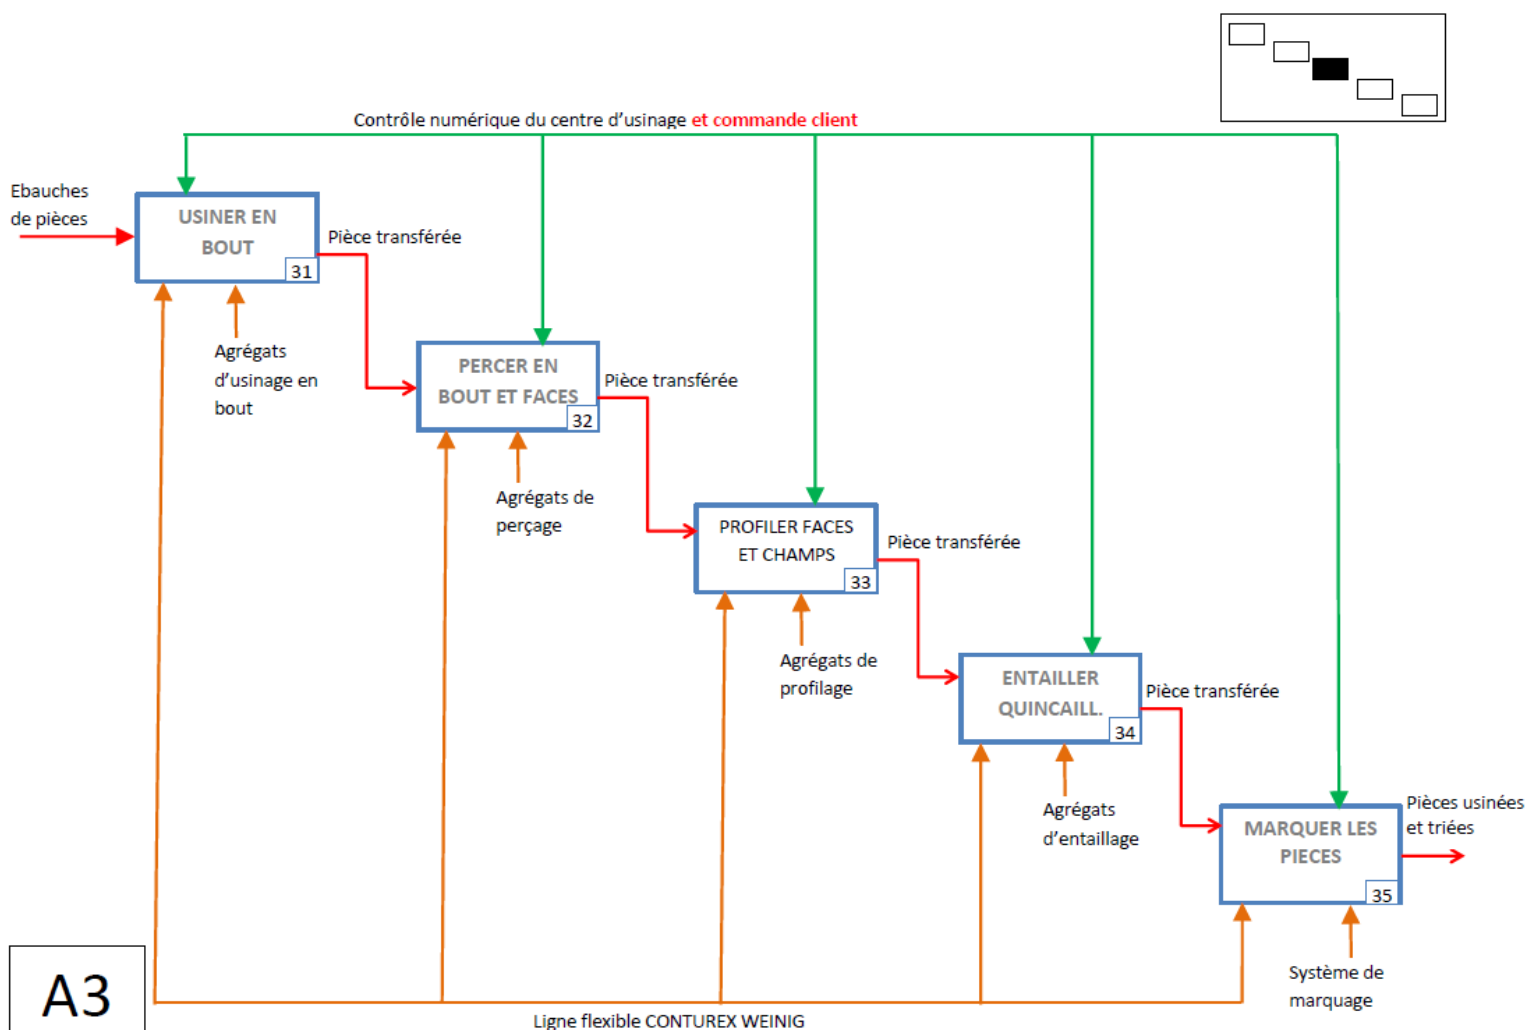 Contrôle numérique du centre d’usinage et commande client
Ebauches
de pièces
USINER EN
BOUT
31
Pièce transférée
Agrégats
d’usinage en
bout
PERCER EN
BOUT ET FACES
32
Pièce transférée
Agrégats de
perçage
PROFILER FACES
ET CHAMPS
33
Pièce transférée
Agrégats de
profilage
ENTAILLER
QUINCAILL.
34
Pièce transférée
Agrégats
d’entaillage
MARQUER LES
PIECES
35
Pièces usinées
et triées
Système de
marquage
A3
Ligne flexible CONTUREX WEINIG